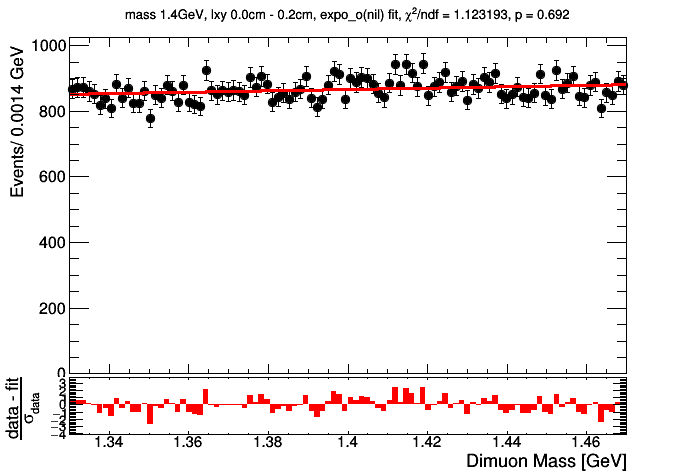 mass 1.4GeV, lxy 0.0cm - 0.2cm, expo_o(nil) fit, χ²/ndf = 1.123193, p = 0.692
Events/ 0.0014 GeV
1000
800
600
400
200
0
data - fit
σdata
3
2
1
0
−1
−2
−3
−4
1.34 1.36 1.38 1.4 1.42 1.44 1.46
Dimuon Mass [GeV]